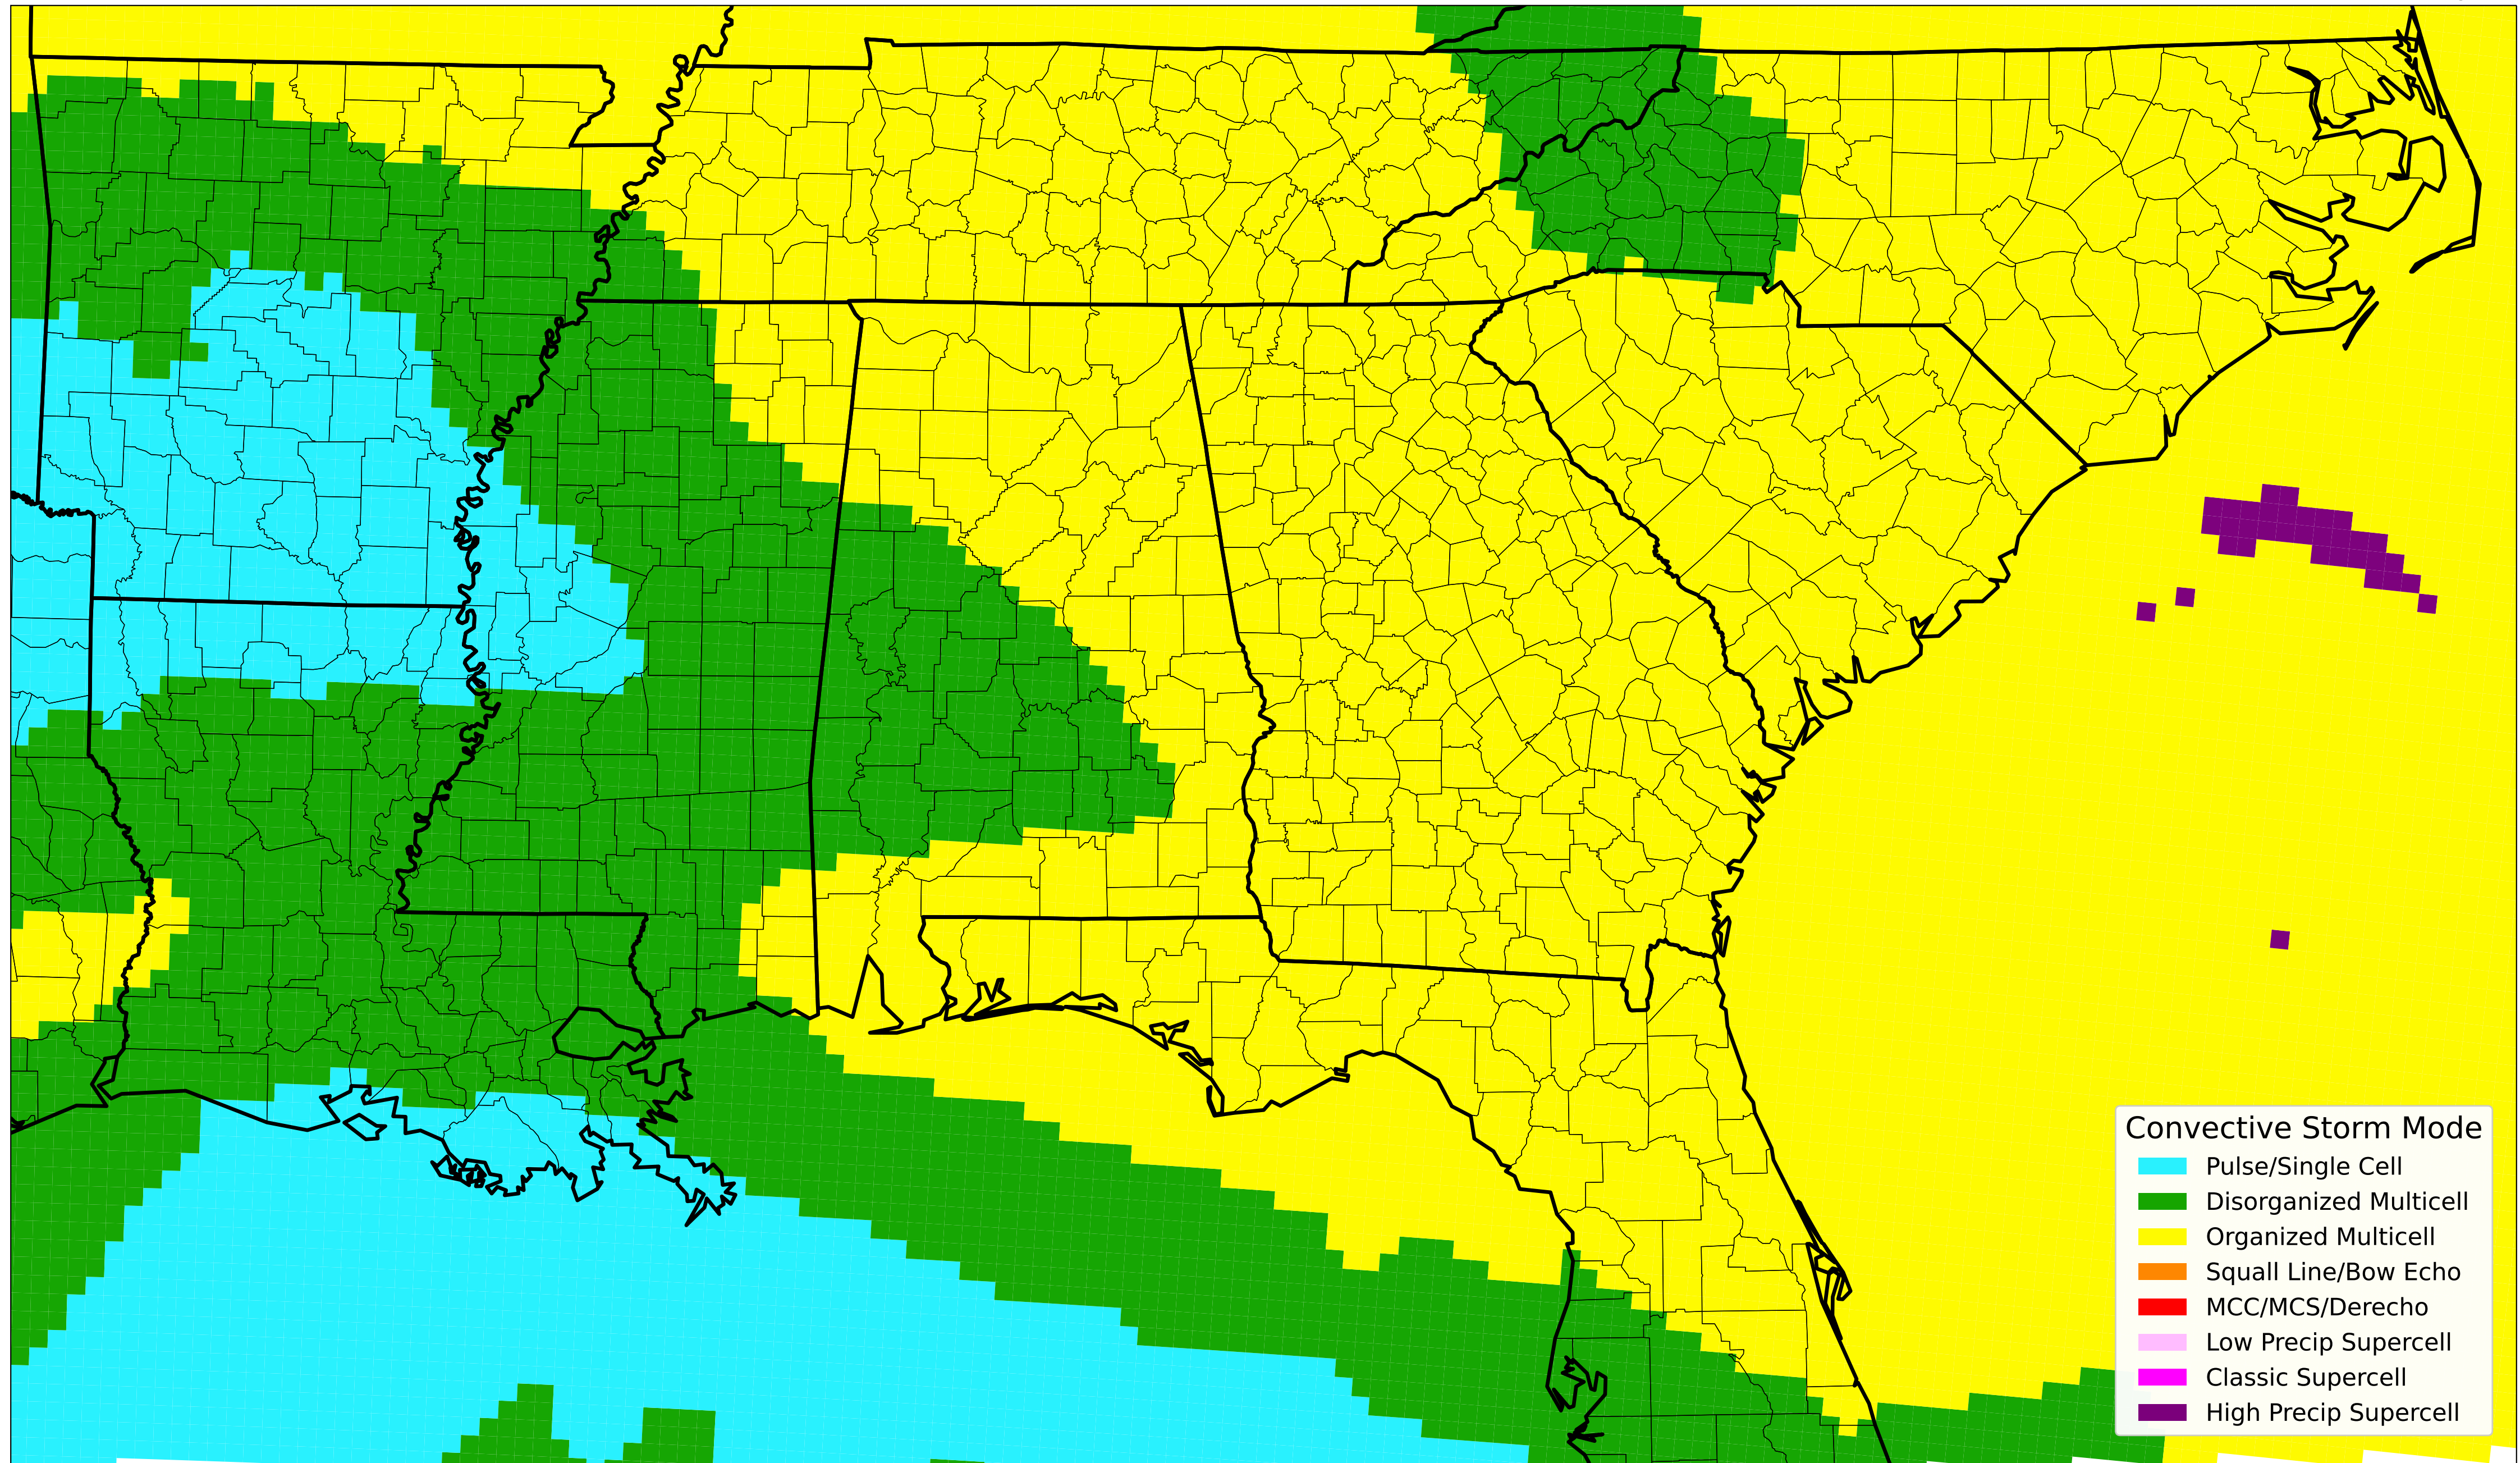 Convective Storm Mode
Pulse/Single Cell
Disorganized Multicell
Organized Multicell
Squall Line/Bow Echo
MCC/MCS/Derecho
Low Precip Supercell
Classic Supercell
High Precip Supercell